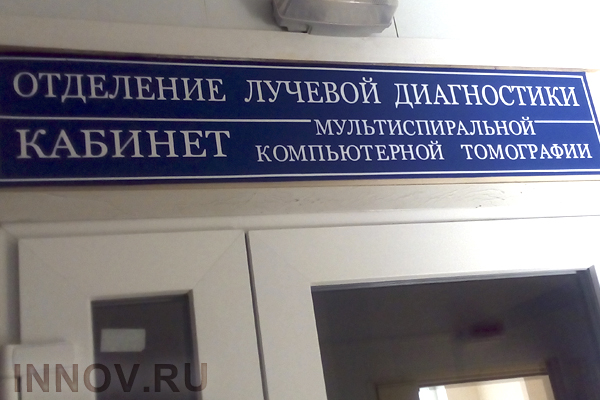 ОТДЕЛЕНИЕ ЛУЧЕВОЙ ДИАГНОСТИКИ
КАБИНЕТ МУЛЬТИСПИРАЛЬНОЙ
КОМПЬЮТЕРНОЙ ТОМОГРАФИИ
INNOV.RU